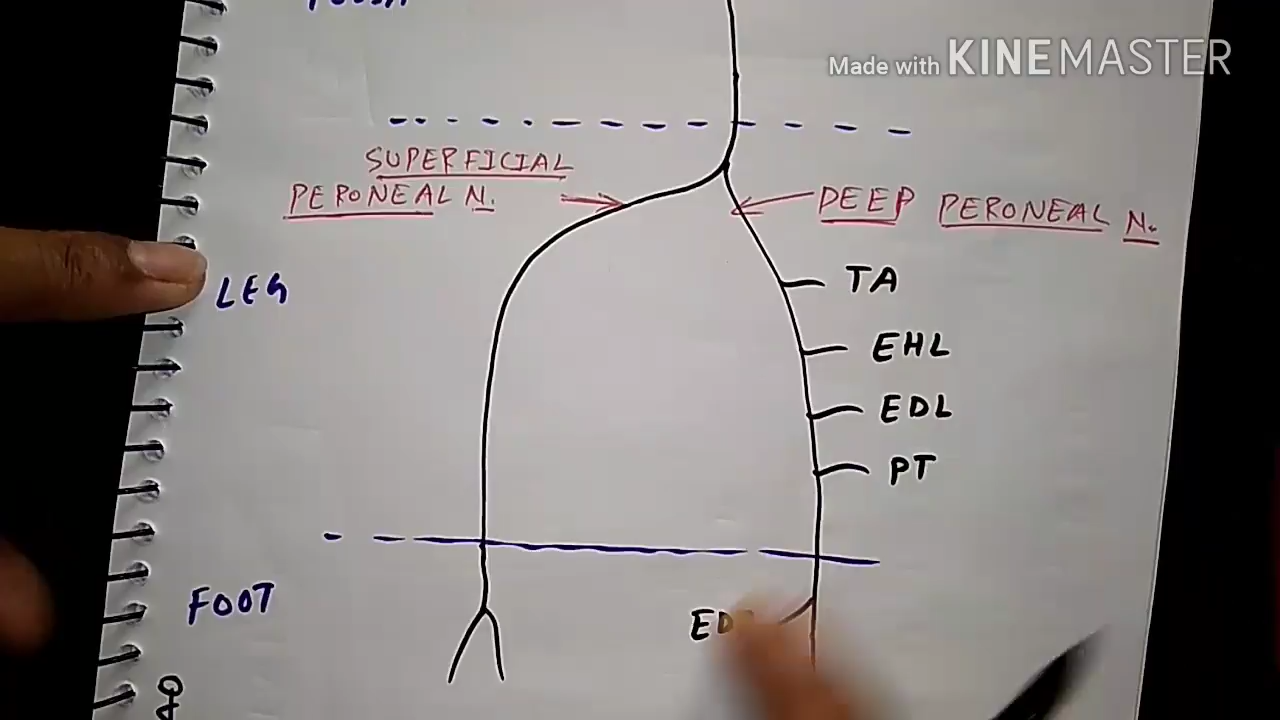 Made with KINEMASTER
SUPERFICIAL
PERONEAL N.
DEEP PERONEAL N.
TA
LEG
EHL
EDL
PT
FOOT